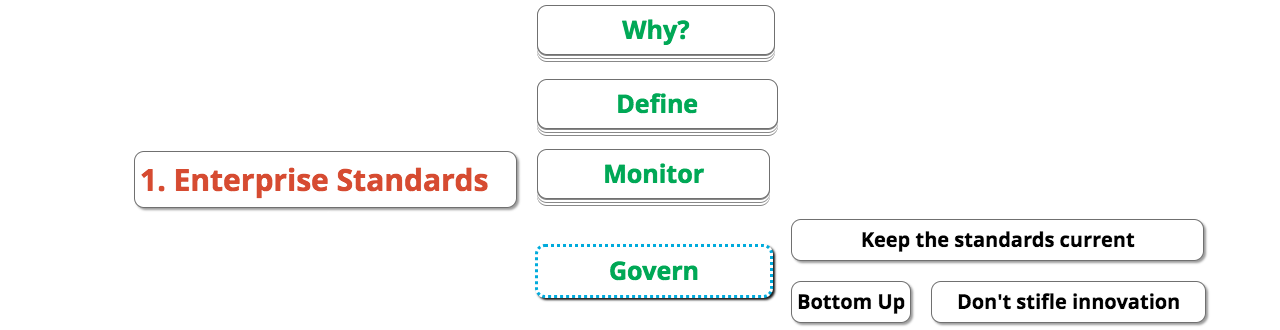 Why?
Define
1. Enterprise Standards
Monitor
Govern
Keep the standards current
Bottom Up
Don't stifle innovation